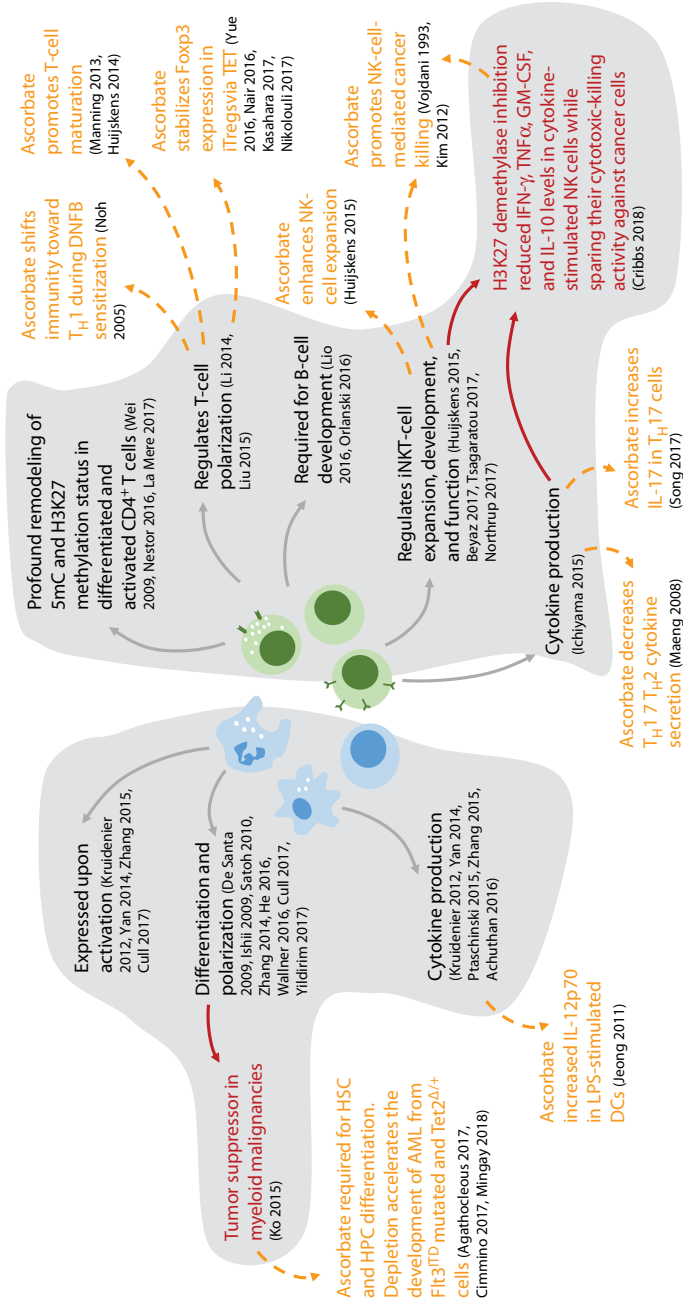 Expressed upon
activation (Kruidenier
2012, Yan 2014, Zhang 2015,
Cull 2017)
Differentiation and
polarization (De Santa
2009, Ishii 2009, Satoh 2010,
Zhang 2014, He 2016,
Wallner 2016, Cull 2017,
Yildirim 2017)
Tumor suppressor in
myeloid malignancies
(Ko 2015)
Ascorbate required for HSC
and HPC differentiation.
Depletion accelerates the
development of AML from
Flt3ITD mutated and Tet2Δ/+
cells (Agathocleous 2017,
Cimmino 2017, Mingay 2018)
Cytokine production
(Kruidenier 2012, Yan 2014,
Ptaschinski 2015, Zhang 2015,
Achuthan 2016)
Ascorbate
increased IL-12p70
in LPS-stimulated
DCs (Jeong 2011)
Profound remodeling of
5mC and H3K27
methylation status in
differentiated and
activated CD4+ T cells (Wei
2009, Nestor 2016, La Mere 2017)
Ascorbate shifts
immunity toward
TH1 during DNFB
sensitization (Noh
2005)
Ascorbate
promotes T-cell
maturation
(Manning 2013,
Huijskens 2014)
Regulates T-cell
polarization (Li 2014,
Liu 2015)
Ascorbate
stabilizes Foxp3
expression in
iTregsvia TET (Yue
2016, Nair 2016,
Kasahara 2017,
Nikolouli 2017)
Required for B-cell
development (Lio
2016, Orlanski 2016)
Ascorbate
enhances NK-
cell expansion
(Huijskens 2015)
Ascorbate
promotes NK-cell-
mediated cancer
killing (Vojdani 1993,
Kim 2012)
Regulates iNKT-cell
expansion, development,
and function (Huijskens 2015,
Beyaz 2017, Tsagaratou 2017,
Northrup 2017)
H3K27 demethylase inhibition
reduced IFN-γ, TNFα, GM-CSF,
and IL-10 levels in cytokine-
stimulated NK cells while
sparing their cytotoxic-killing
activity against cancer cells
(Cribbs 2018)
Cytokine production
(Ichiyama 2015)
Ascorbate decreases
TH1 7 TH2 cytokine
secretion (Maeng 2008)
Ascorbate increases
IL-17 in TH17 cells
(Song 2017)